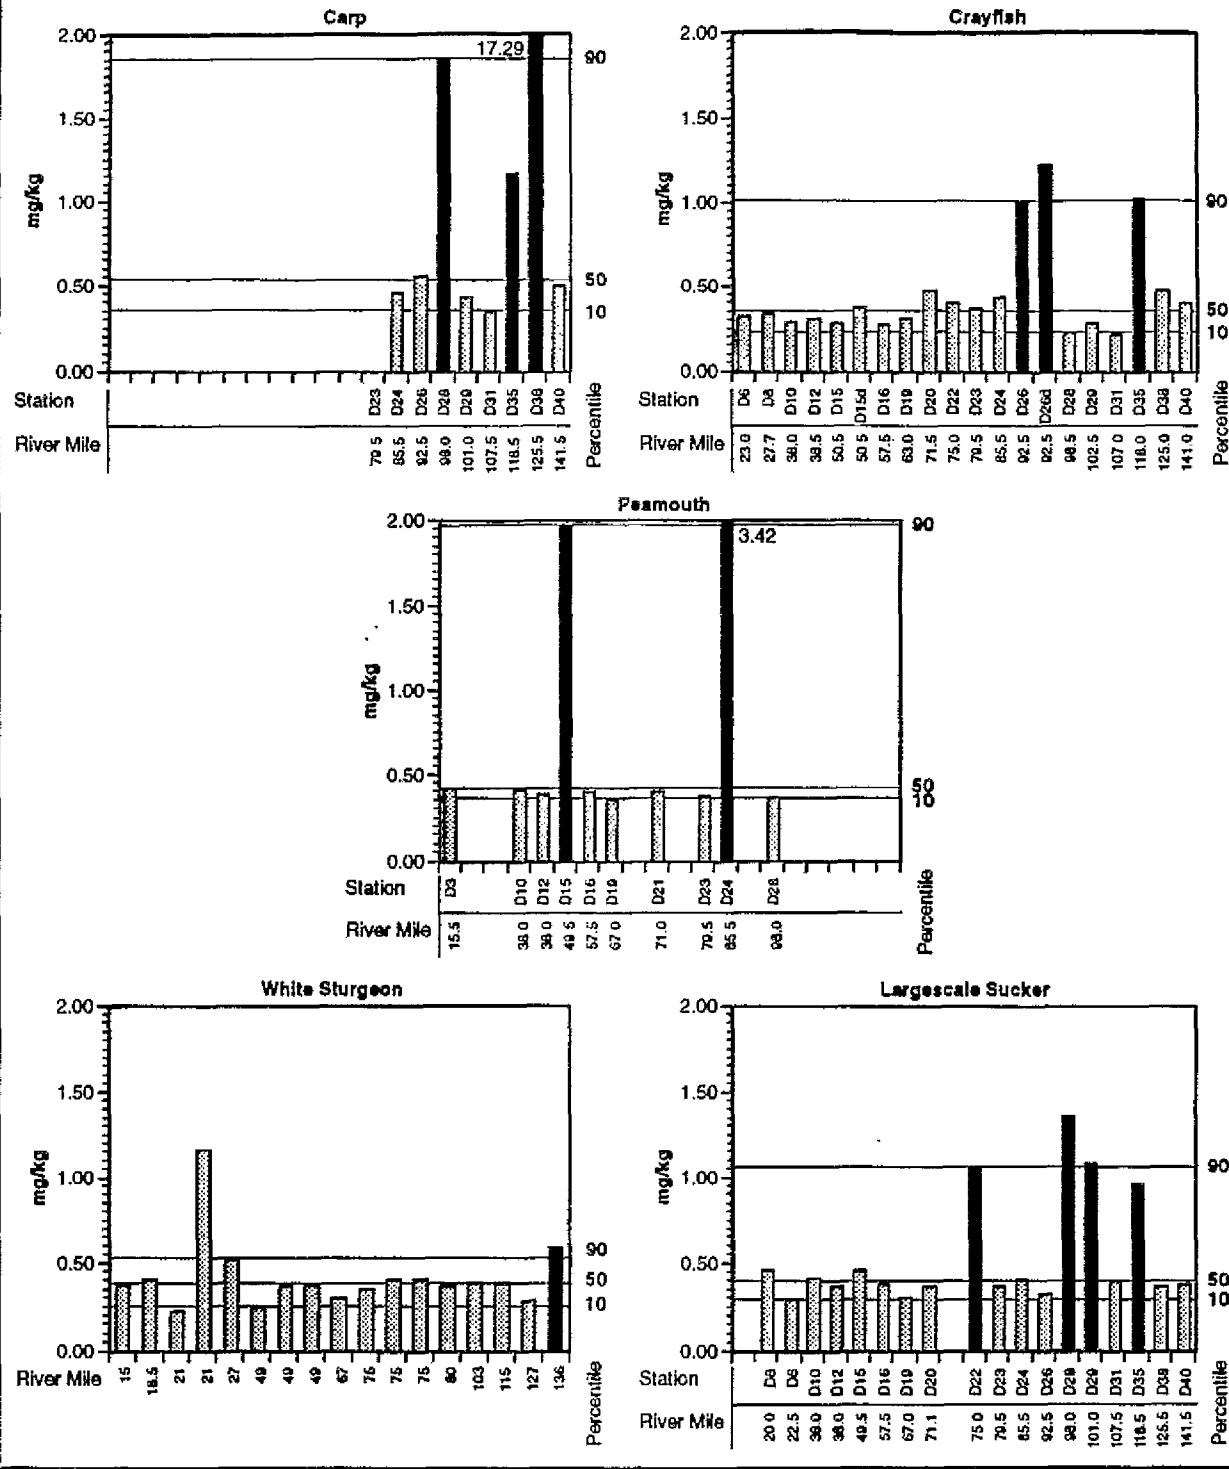 Carp
2.00
1.50
1.00
0.50
0.00
mg/kg
17.29
90
50
10
Station D23 D24 D26 D28 D29 D31 D35 D38 D40
River Mile 79.5 85.5 92.5 98.0 101.0 107.5 118.5 125.5 141.5
Percentile
Crayfish
2.00
1.50
1.00
0.50
0.00
mg/kg
90
50
10
Station D6 D8 D10 D12 D15 D15d D16 D19 D20 D22 D23 D24 D26 D26d D28 D29 D31 D35 D38 D40
River Mile 23.0 27.7 38.0 38.5 50.5 50.5 57.5 63.0 71.5 75.0 79.5 85.5 92.5 92.5 98.5 102.5 107.0 118.0 125.0 141.0
Percentile
Peamouth
2.00
1.50
1.00
0.50
0.00
mg/kg
3.42
90
50
10
Station D3 D10 D12 D15 D16 D19 D21 D23 D24 D28
River Mile 15.5 38.0 38.0 49.5 57.5 67.0 71.0 79.5 85.5 98.0
Percentile
White Sturgeon
2.00
1.50
1.00
0.50
0.00
mg/kg
90
50
10
River Mile 15 18.5 21 21 27 49 49 49 67 75 75 75 80 103 115 127 136
Percentile
Largescale Sucker
2.00
1.50
1.00
0.50
0.00
mg/kg
90
50
10
Station D6 D10 D12 D15 D16 D19 D20 D22 D23 D24 D26 D28 D29 D31 D35 D38 D40
River Mile 20.0 22.5 38.0 38.0 49.5 57.5 67.0 71.1 75.0 79.5 85.5 92.5 98.0 101.0 107.5 118.5 125.5 141.5
Percentile